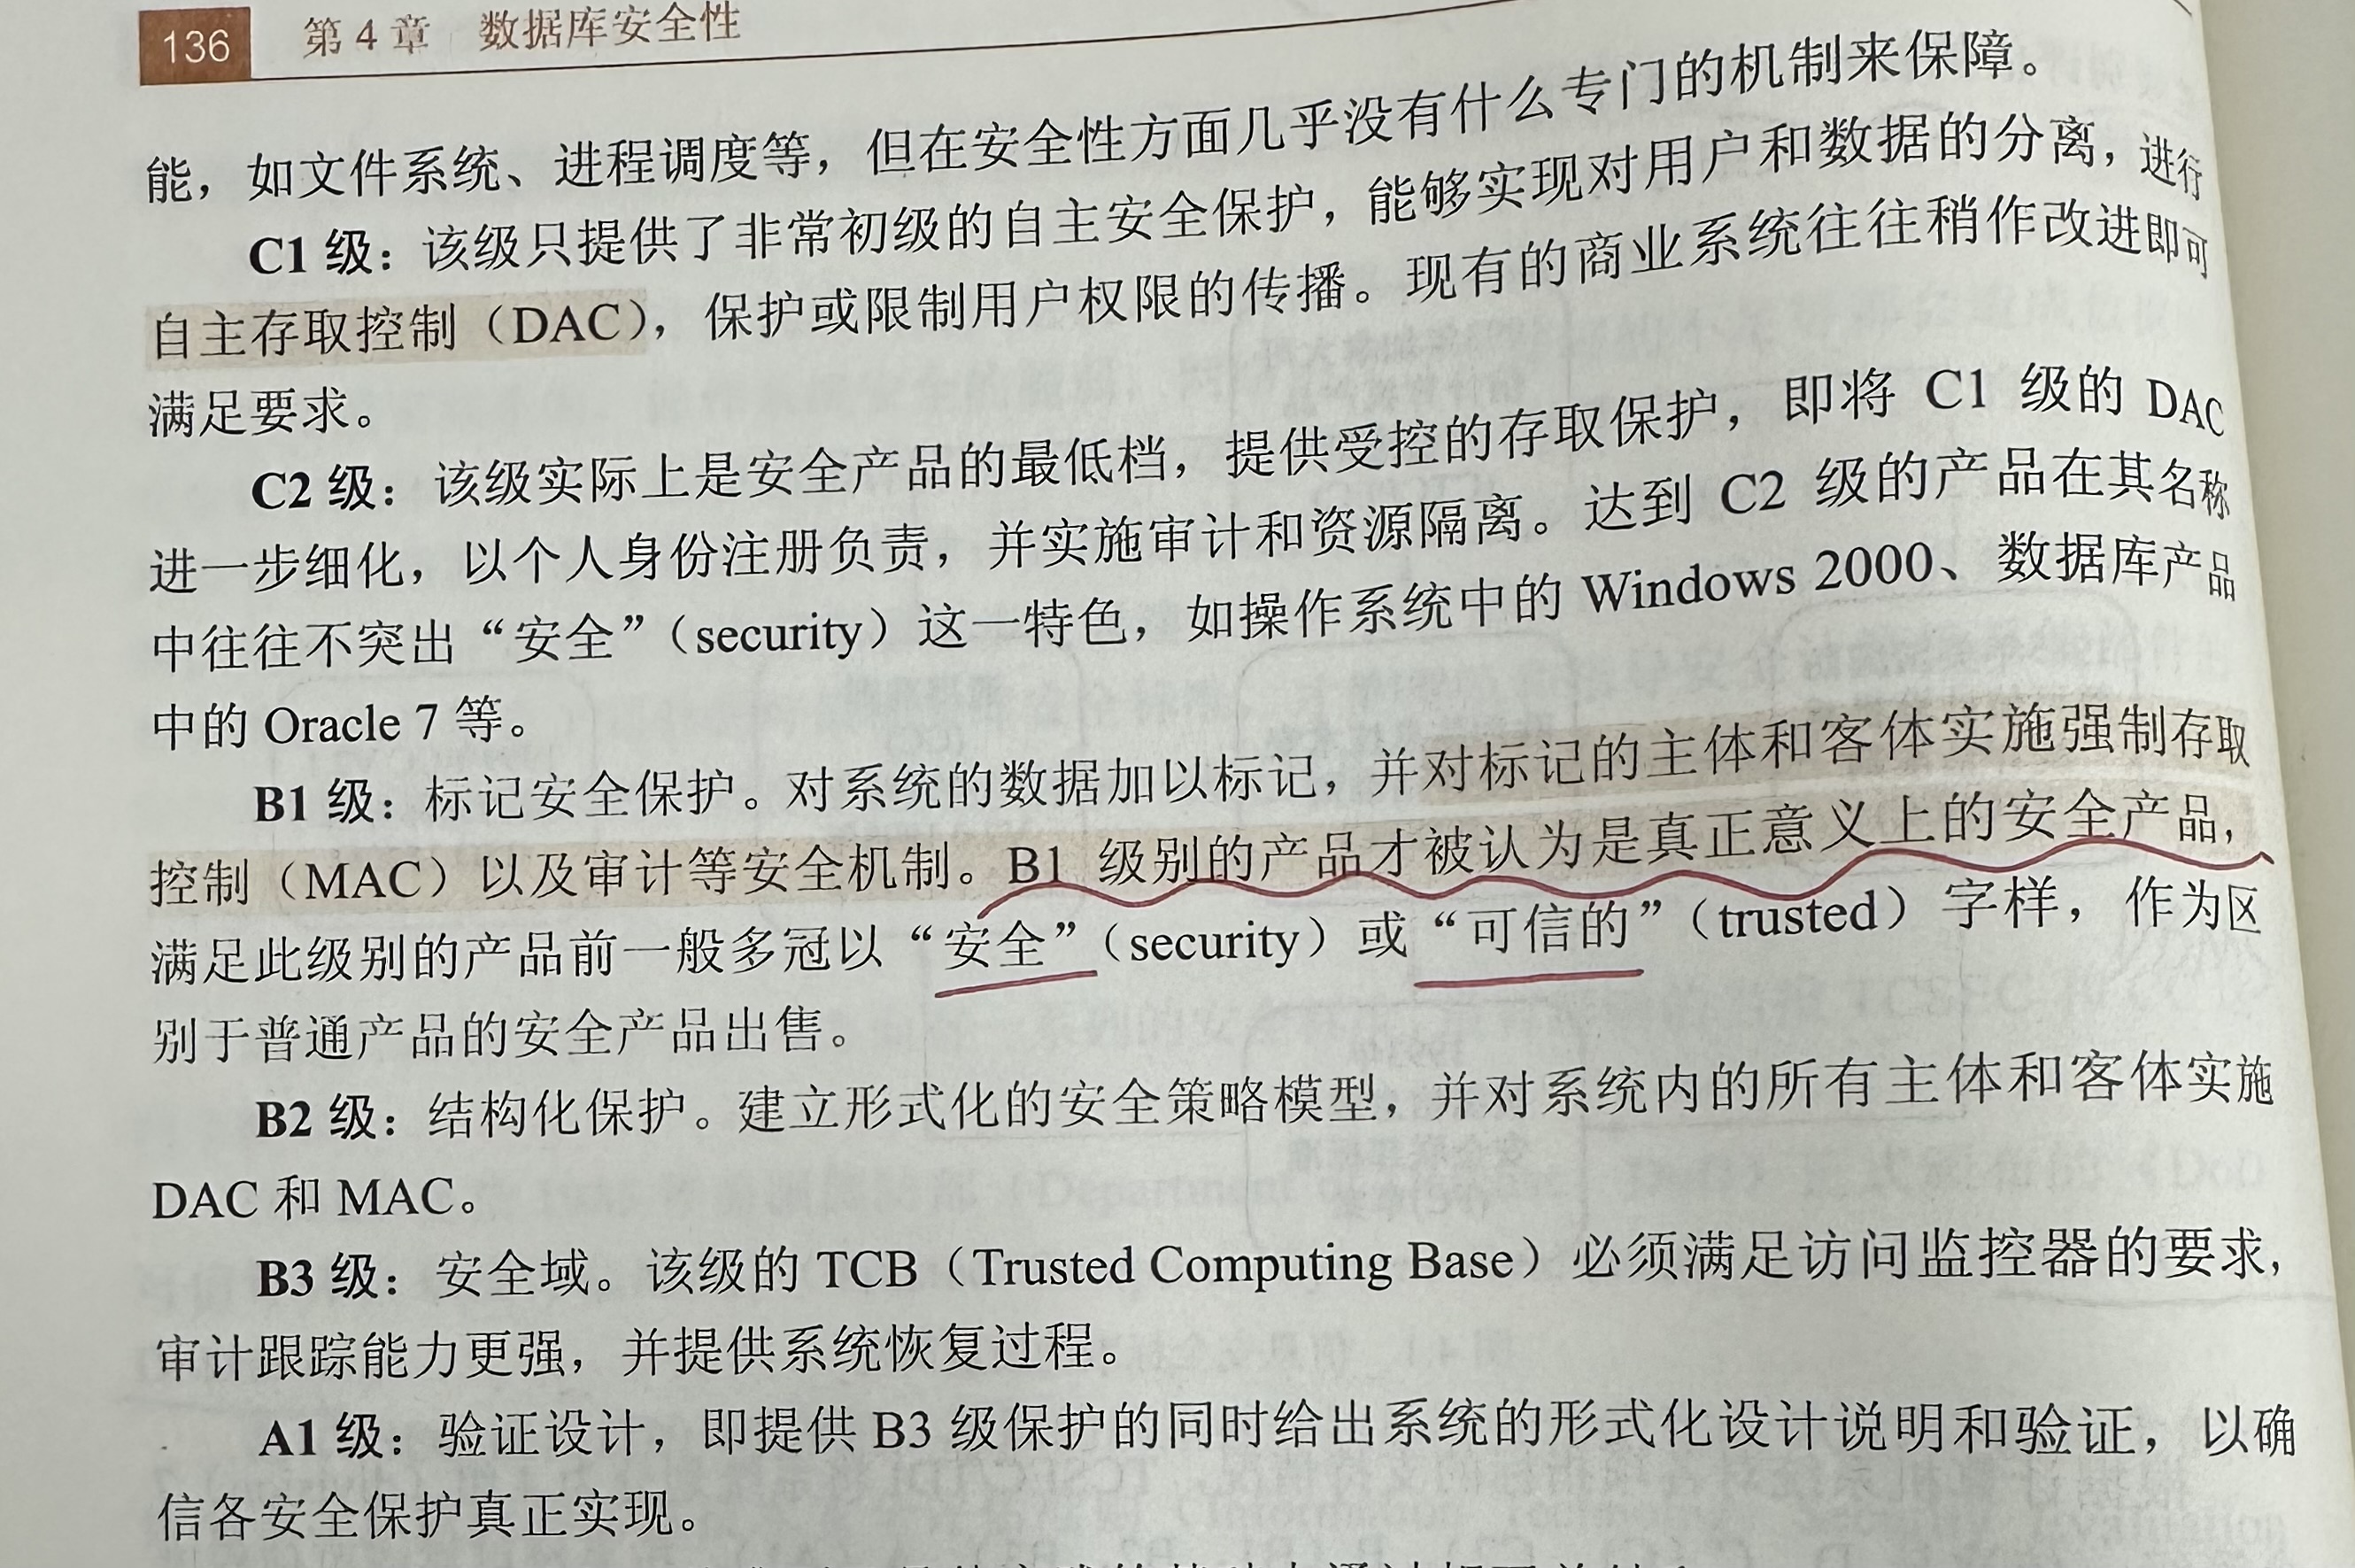 136 第 4 章 数据库安全性
能，如文件系统、进程调度等，但在安全性方面几乎没有什么专门的机制来保障。
C1 级：该级只提供了非常初级的自主安全保护，能够实现对用户和数据的分离，进行
自主存取控制（DAC），保护或限制用户权限的传播。现有的商业系统往往稍作改进即可
满足要求。
C2 级：该级实际上是安全产品的最低档，提供受控的存取保护，即将 C1 级的 DAC
进一步细化，以个人身份注册负责，并实施审计和资源隔离。达到 C2 级的产品在其名称
中往往不突出“安全”（security）这一特色，如操作系统中的 Windows 2000、数据库产品
中的 Oracle 7 等。
B1 级：标记安全保护。对系统的数据加以标记，并对标记的主体和客体实施强制存取
控制（MAC）以及审计等安全机制。B1 级别的产品才被认为是真正意义上的安全产品，
满足此级别的产品前一般多冠以“安全”（security）或“可信的”（trusted）字样，作为区
别于普通产品的安全产品出售。
B2 级：结构化保护。建立形式化的安全策略模型，并对系统内的所有主体和客体实施
DAC 和 MAC。
B3 级：安全域。该级的 TCB（Trusted Computing Base）必须满足访问监控器的要求，
审计跟踪能力更强，并提供系统恢复过程。
A1 级：验证设计，即提供 B3 级保护的同时给出系统的形式化设计说明和验证，以确
信各安全保护真正实现。